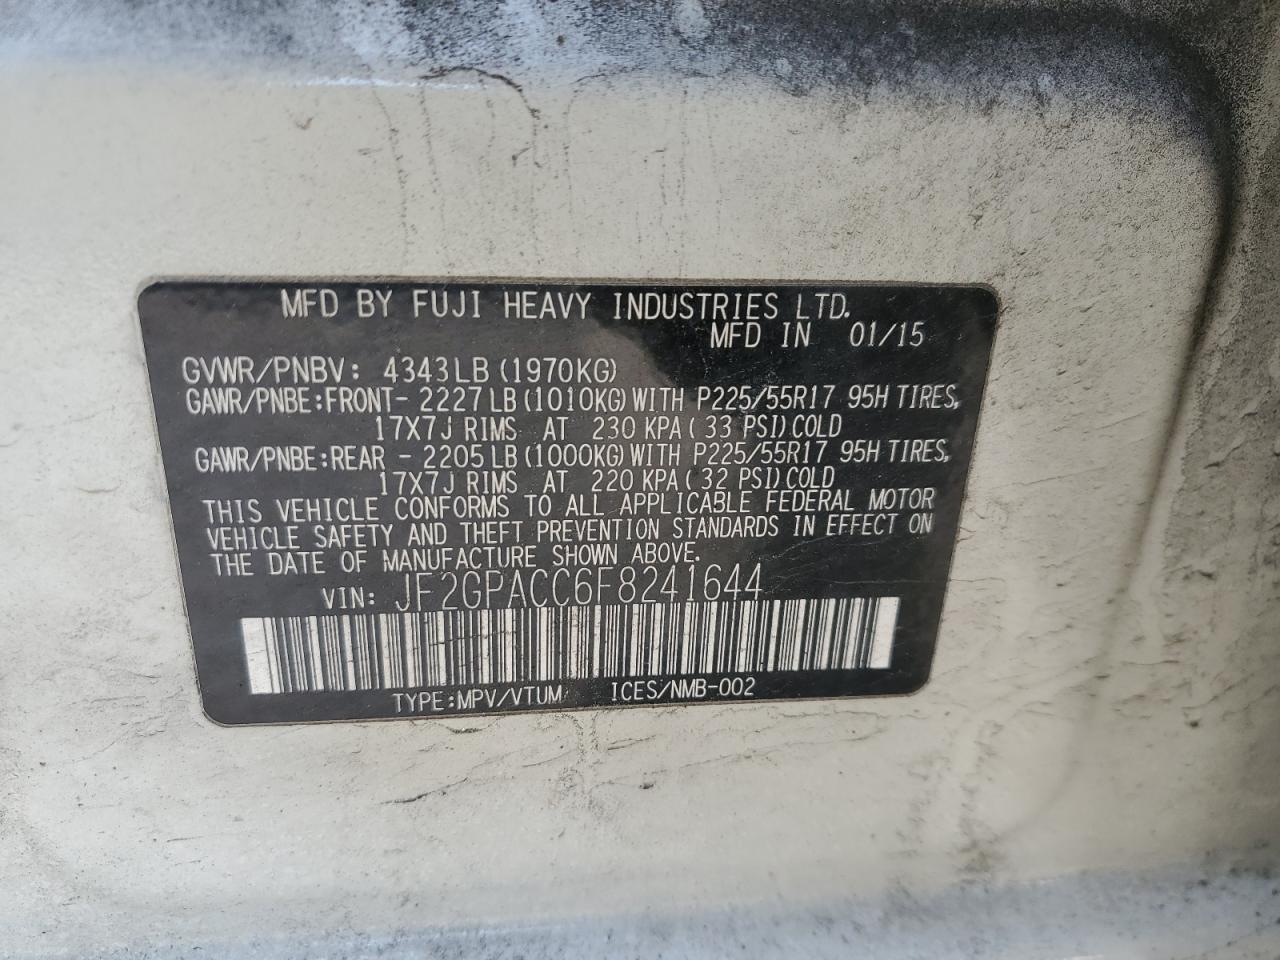 MFD BY FUJI HEAVY INDUSTRIES LTD.
MFD IN 01/15
GVWR/PNBV: 4343LB(1970KG)
GAWR/PNBE:FRONT- 2227LB(1010KG)WITH P225/55R17 95H TIRES,
17X7J RIMS AT 230 KPA(33 PSI)COLD
GAWR/PNBE:REAR - 2205LB(1000KG)WITH P225/55R17 95H TIRES,
17X7J RIMS AT 220 KPA(32 PSI)COLD
THIS VEHICLE CONFORMS TO ALL APPLICABLE FEDERAL MOTOR
VEHICLE SAFETY AND THEFT PREVENTION STANDARDS IN EFFECT ON
THE DATE OF MANUFACTURE SHOWN ABOVE.
VIN: JF2GPACC6F8241644
TYPE:MPV/VTUM ICES/NMB-002